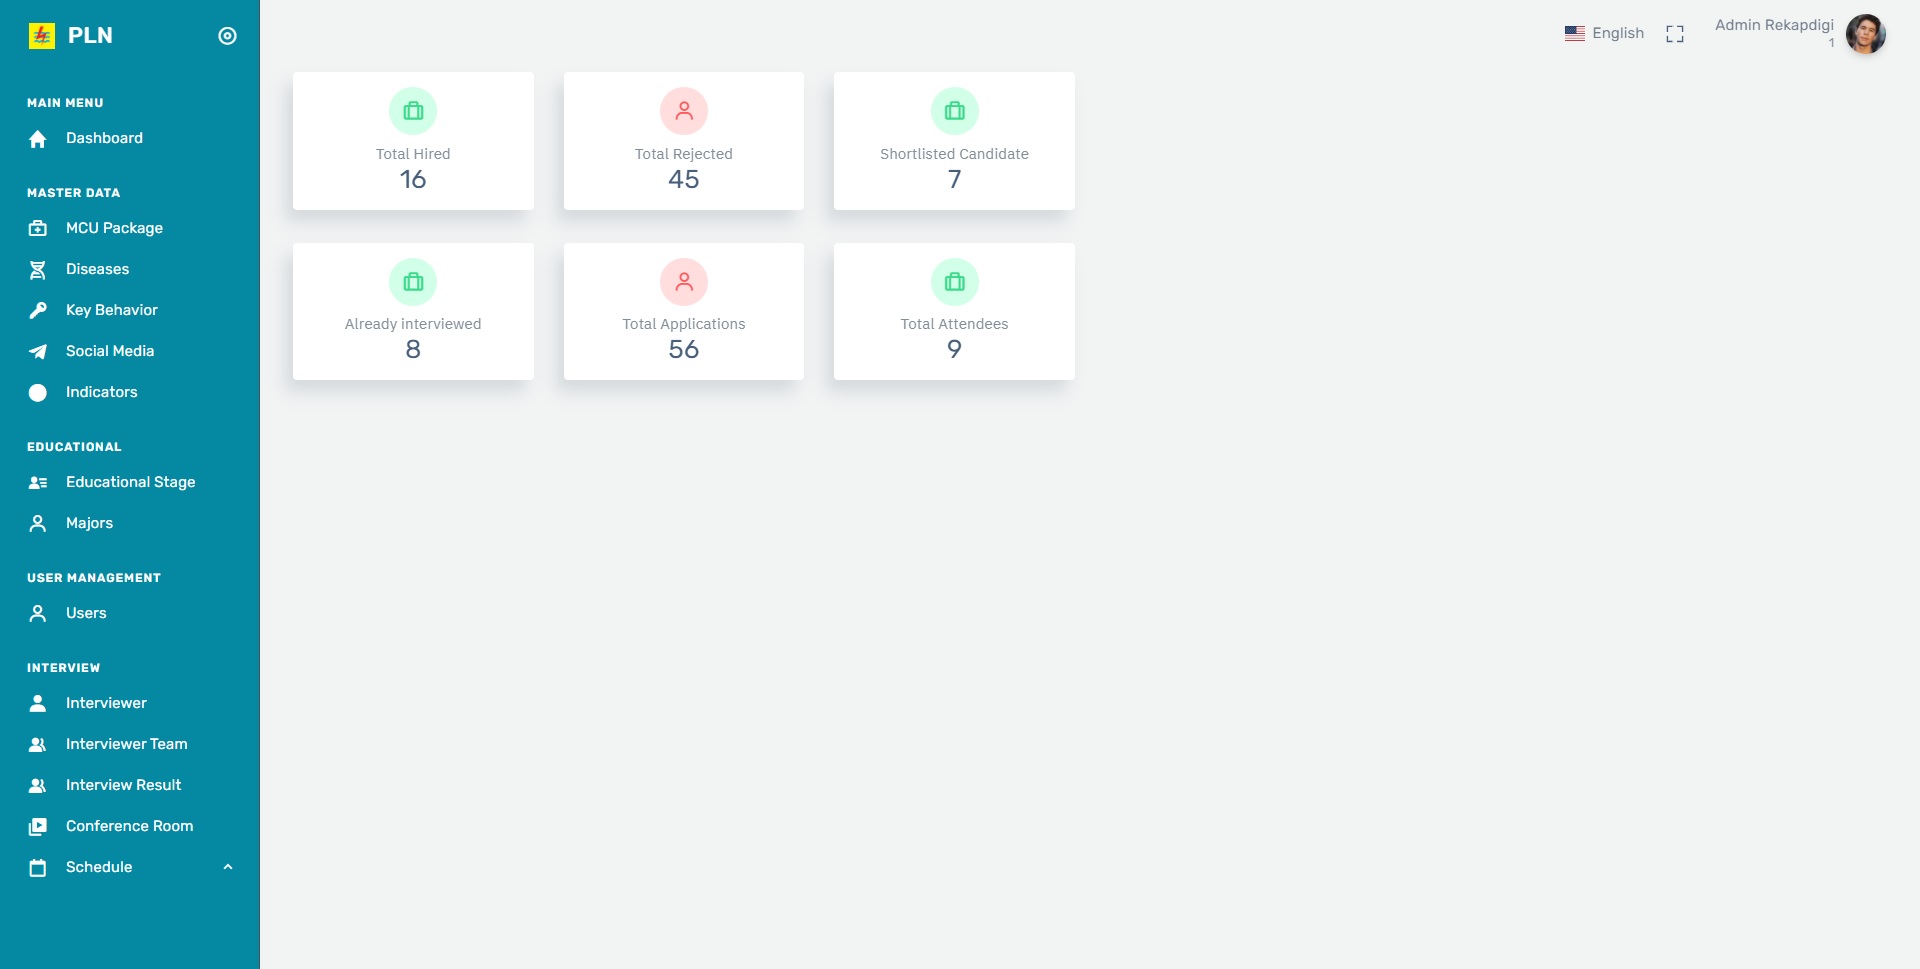 PLN
MAIN MENU
Dashboard
MASTER DATA
MCU Package
Diseases
Key Behavior
Social Media
Indicators
EDUCATIONAL
Educational Stage
Majors
USER MANAGEMENT
Users
INTERVIEW
Interviewer
Interviewer Team
Interview Result
Conference Room
Schedule
English
Admin Rekapdigi
1
Total Hired
16
Total Rejected
45
Shortlisted Candidate
7
Already interviewed
8
Total Applications
56
Total Attendees
9